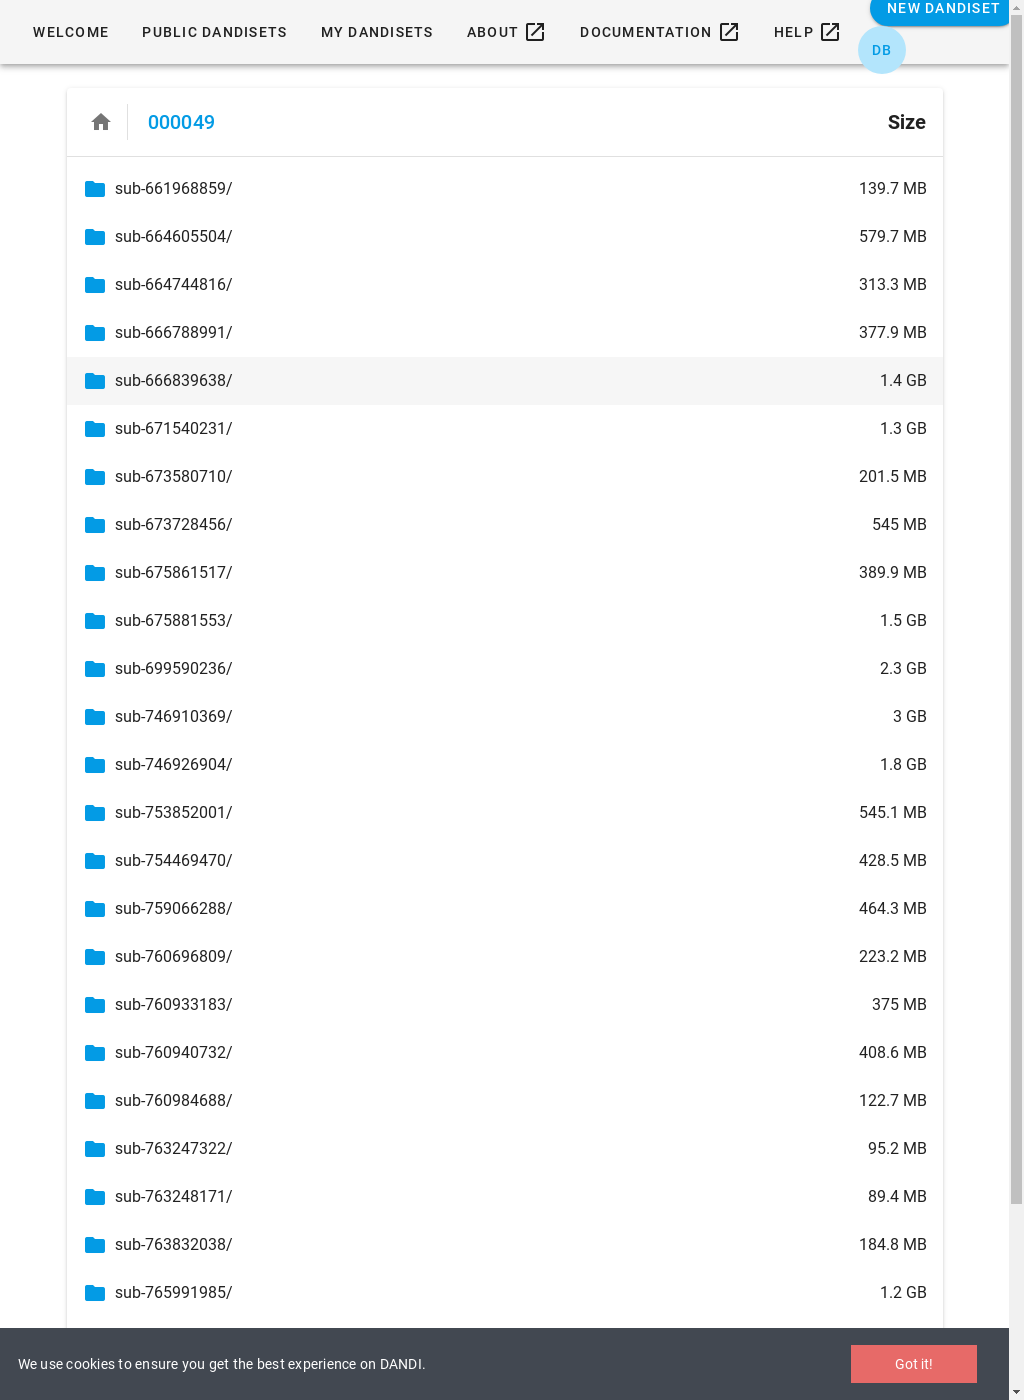 WELCOME PUBLIC DANDISETS MY DANDISETS ABOUT DOCUMENTATION HELP NEW DANDISET
DB
000049 Size
sub-661968859/ 139.7 MB
sub-664605504/ 579.7 MB
sub-664744816/ 313.3 MB
sub-666788991/ 377.9 MB
sub-666839638/ 1.4 GB
sub-671540231/ 1.3 GB
sub-673580710/ 201.5 MB
sub-673728456/ 545 MB
sub-675861517/ 389.9 MB
sub-675881553/ 1.5 GB
sub-699590236/ 2.3 GB
sub-746910369/ 3 GB
sub-746926904/ 1.8 GB
sub-753852001/ 545.1 MB
sub-754469470/ 428.5 MB
sub-759066288/ 464.3 MB
sub-760696809/ 223.2 MB
sub-760933183/ 375 MB
sub-760940732/ 408.6 MB
sub-760984688/ 122.7 MB
sub-763247322/ 95.2 MB
sub-763248171/ 89.4 MB
sub-763832038/ 184.8 MB
sub-765991985/ 1.2 GB
We use cookies to ensure you get the best experience on DANDI. Got it!